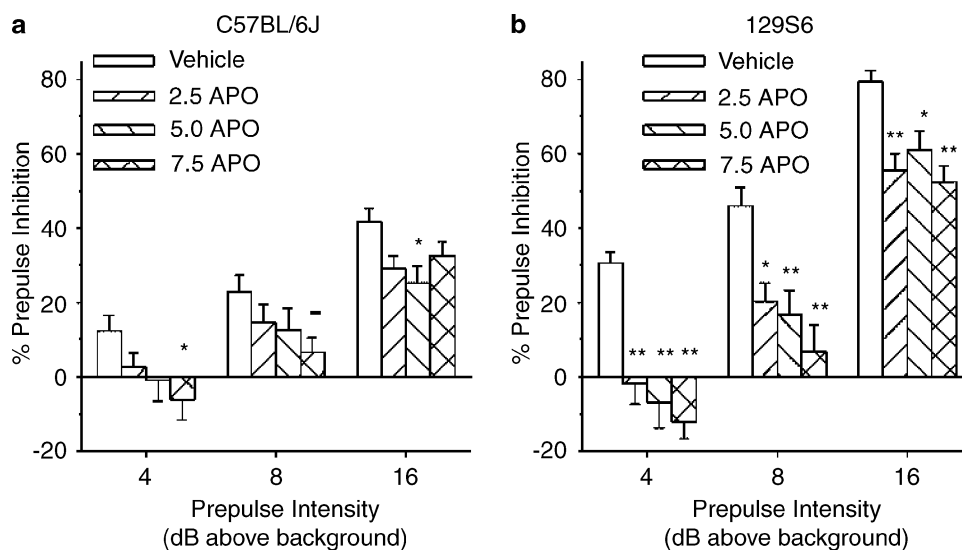 a C57BL/6J
Vehicle
2.5 APO
5.0 APO
7.5 APO
% Prepulse Inhibition
80
60
40
20
0
-20
*
*
4 8 16
Prepulse Intensity
(dB above background)
b 129S6
Vehicle
2.5 APO
5.0 APO
7.5 APO
% Prepulse Inhibition
80
60
40
20
0
-20
** ** **
* ** **
** * **
4 8 16
Prepulse Intensity
(dB above background)